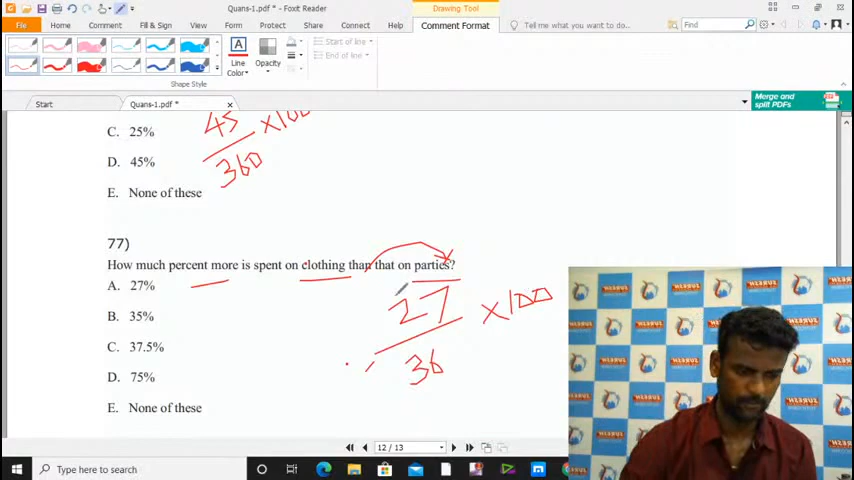 Quans-1.pdf * - Foxit Reader
Drawing Tool
File Home Comment Fill & Sign View Protect Share Connect Help Comment Format Tell me what you want to do... Find
Line Color Opacity Start of line
End of line
Shape Style
Start Quans-1.pdf * Merge and split PDFs
45 ×100
C. 25%
360
D. 45%
E. None of these
77)
How much percent more is spent on clothing than that on parties?
A. 27%
27 ×100
B. 35%
C. 37.5%
36
D. 75%
E. None of these
12 / 13
Type here to search